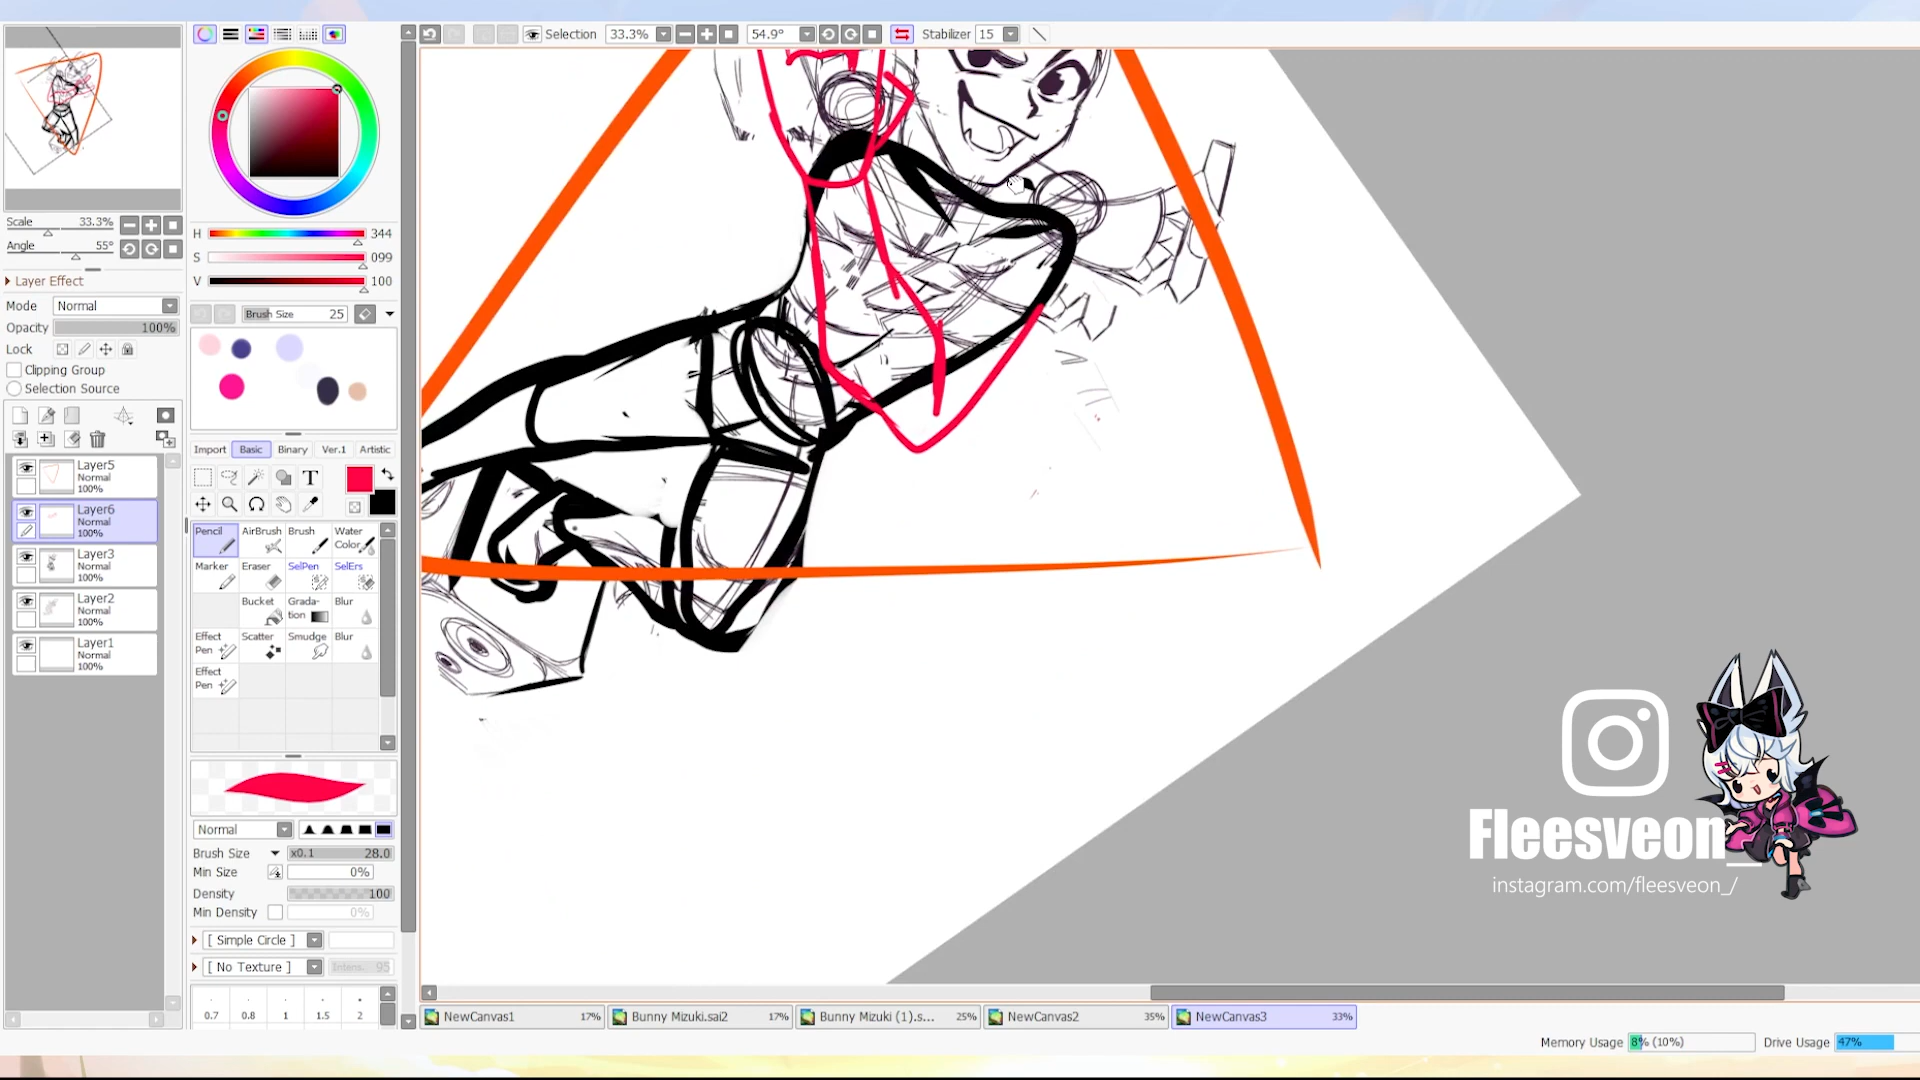 Selection 33.3% 54.9° Stabilizer 15
Scale 33.3%
Angle 55°
Layer Effect
Mode Normal
Opacity 100%
Lock
Clipping Group
Selection Source
Layer5
Normal
100%
Layer6
Normal
100%
Layer3
Normal
100%
Layer2
Normal
100%
Layer1
Normal
100%
H 344
S 099
V 100
Brush Size 25
Import Basic Binary Ver.1 Artistic
T
Pencil AirBrush Brush Water Color
Marker Eraser SelPen SelErs
Bucket Grada-tion Blur
Effect Pen Scatter Smudge Blur
Effect Pen
Normal
Brush Size x0.1 28.0
Min Size 0%
Density 100
Min Density 0%
[ Simple Circle ]
[ No Texture ] Intens. 95
0.7 0.8 1 1.5 2
NewCanvas1 17% Bunny Mizuki.sai2 17% Bunny Mizuki (1).s... 25% NewCanvas2 35% NewCanvas3 33%
Memory Usage 8% (10%) Drive Usage 47%
Fleesveon_
instagram.com/fleesveon_/